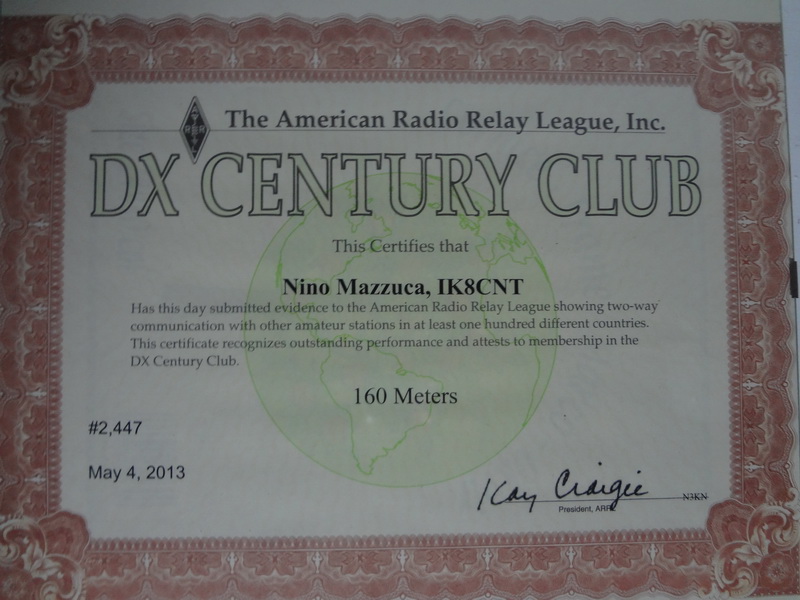 The American Radio Relay League, Inc.
DX CENTURY CLUB
This Certifies that
Nino Mazzuca, IK8CNT
Has this day submitted evidence to the American Radio Relay League showing two-way
communication with other amateur stations in at least one hundred different countries.
This certificate recognizes outstanding performance and attests to membership in the
DX Century Club.
160 Meters
#2,447
May 4, 2013
Kay Craigie
N3KN
President, ARRL